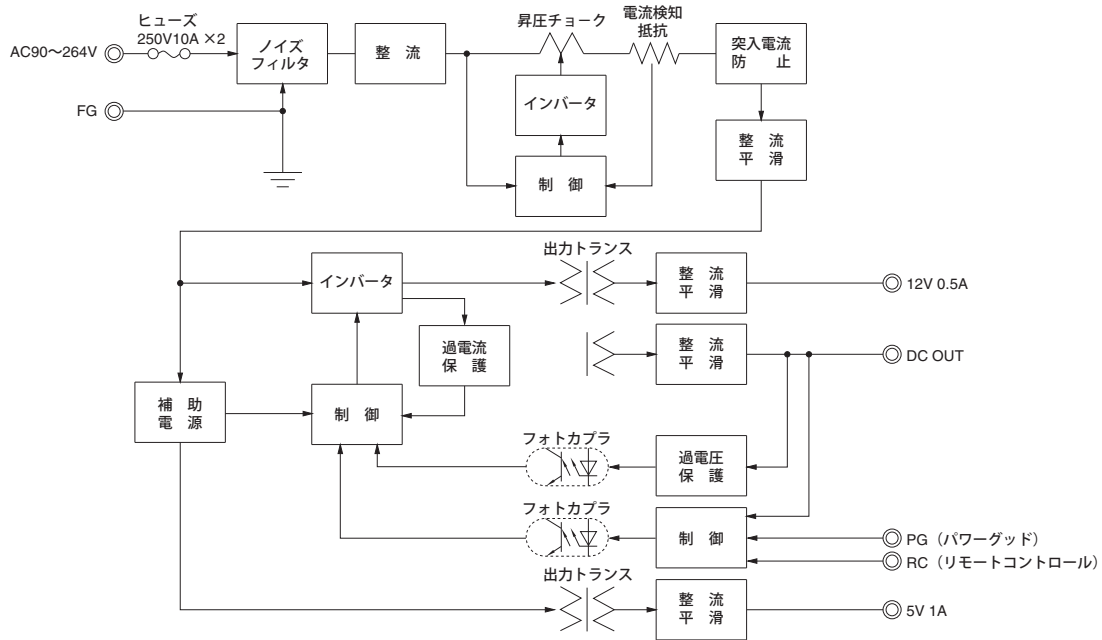 ヒューズ
250V10A ×2
AC90～264V
ノイズ
フィルタ
整 流
昇圧チョーク
電流検知
抵抗
突入電流
防 止
FG
インバータ
制 御
整 流
平 滑
出力トランス
インバータ
整 流
平 滑
12V 0.5A
過電流
保 護
整 流
平 滑
DC OUT
補 助
電 源
制 御
フォトカプラ
過電圧
保 護
フォトカプラ
制 御
PG（パワーグッド）
RC（リモートコントロール）
出力トランス
整 流
平 滑
5V 1A